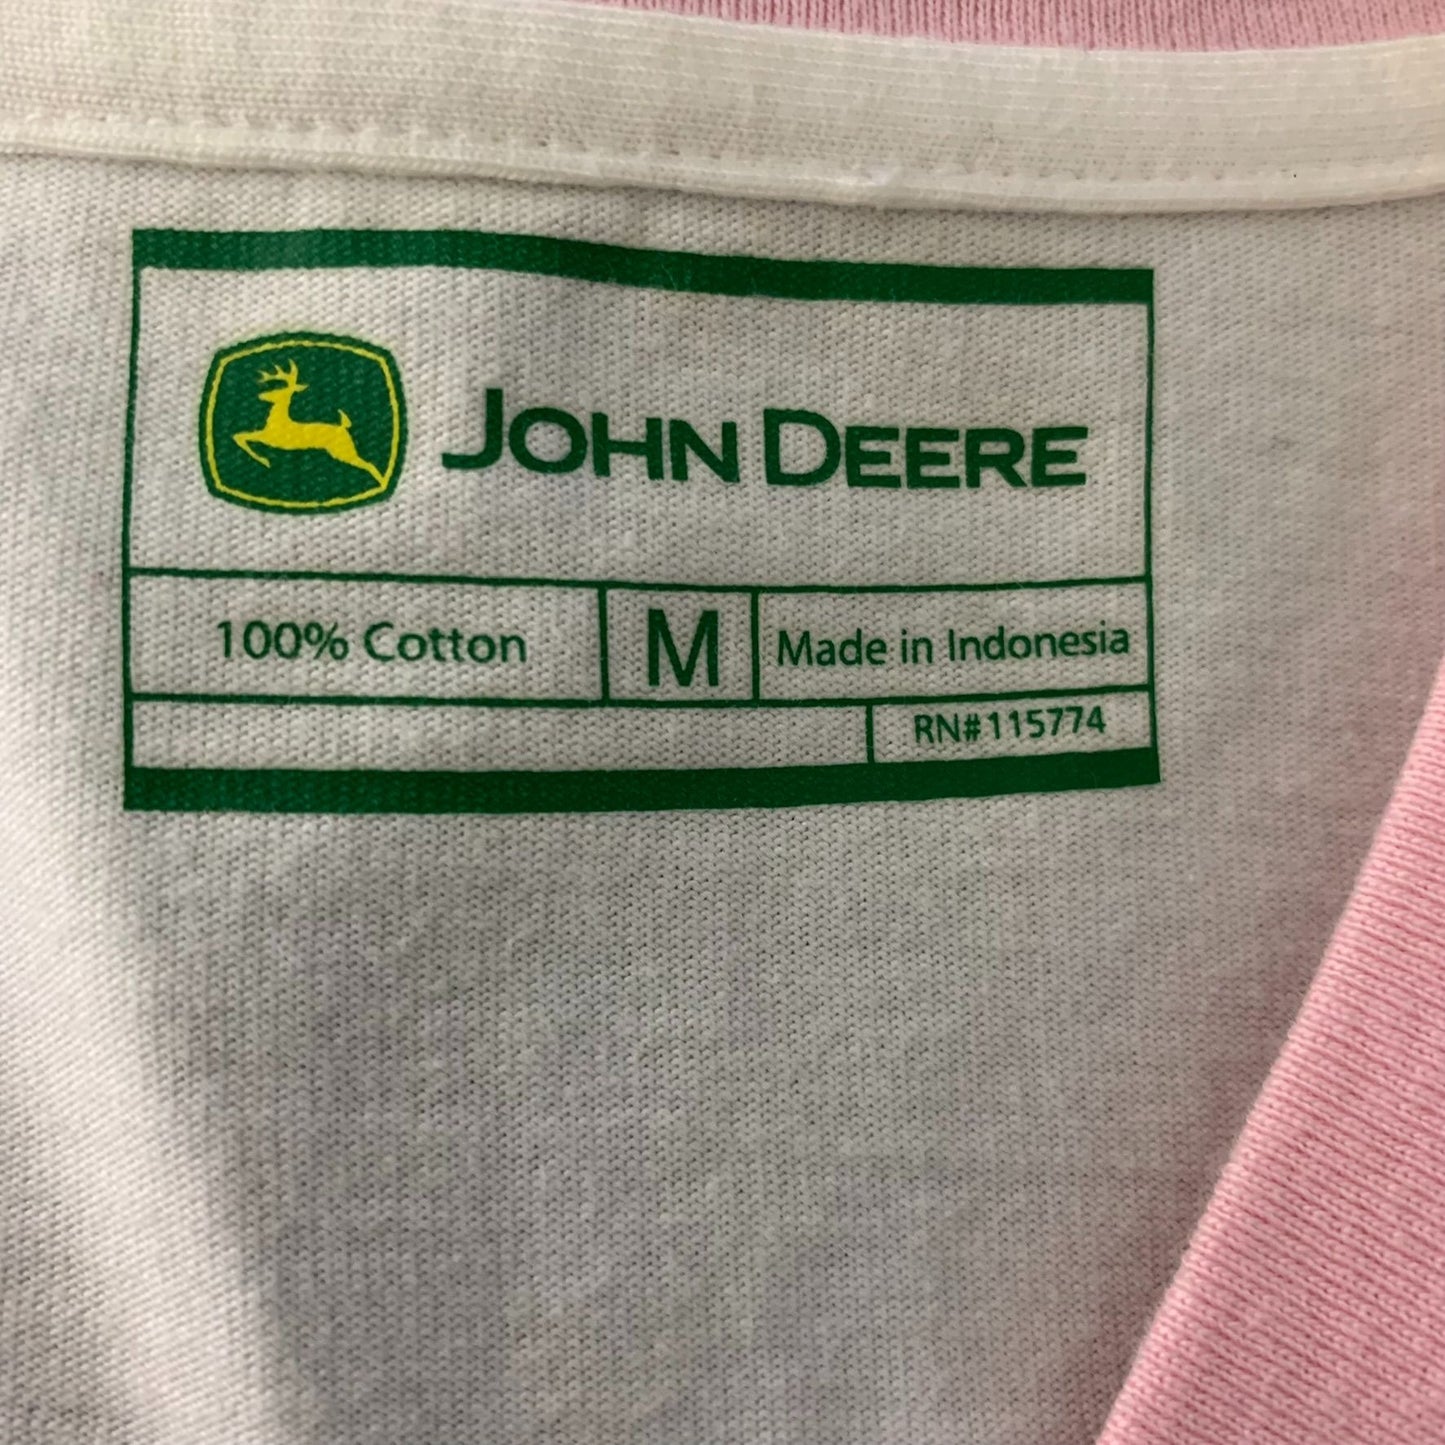 JOHN DEERE
100% Cotton M Made in Indonesia
RN#115774